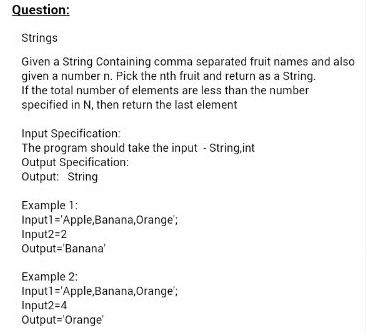 Question:
Strings
Given a String Containing comma separated fruit names and also
given a number n. Pick the nth fruit and return as a String.
If the total number of elements are less than the number
specified in N, then return the last element
Input Specification:
The program should take the input - String,int
Output Specification:
Output: String
Example 1:
Input1='Apple,Banana,Orange';
Input2=2
Output='Banana'
Example 2:
Input1='Apple,Banana,Orange';
Input2=4
Output='Orange'